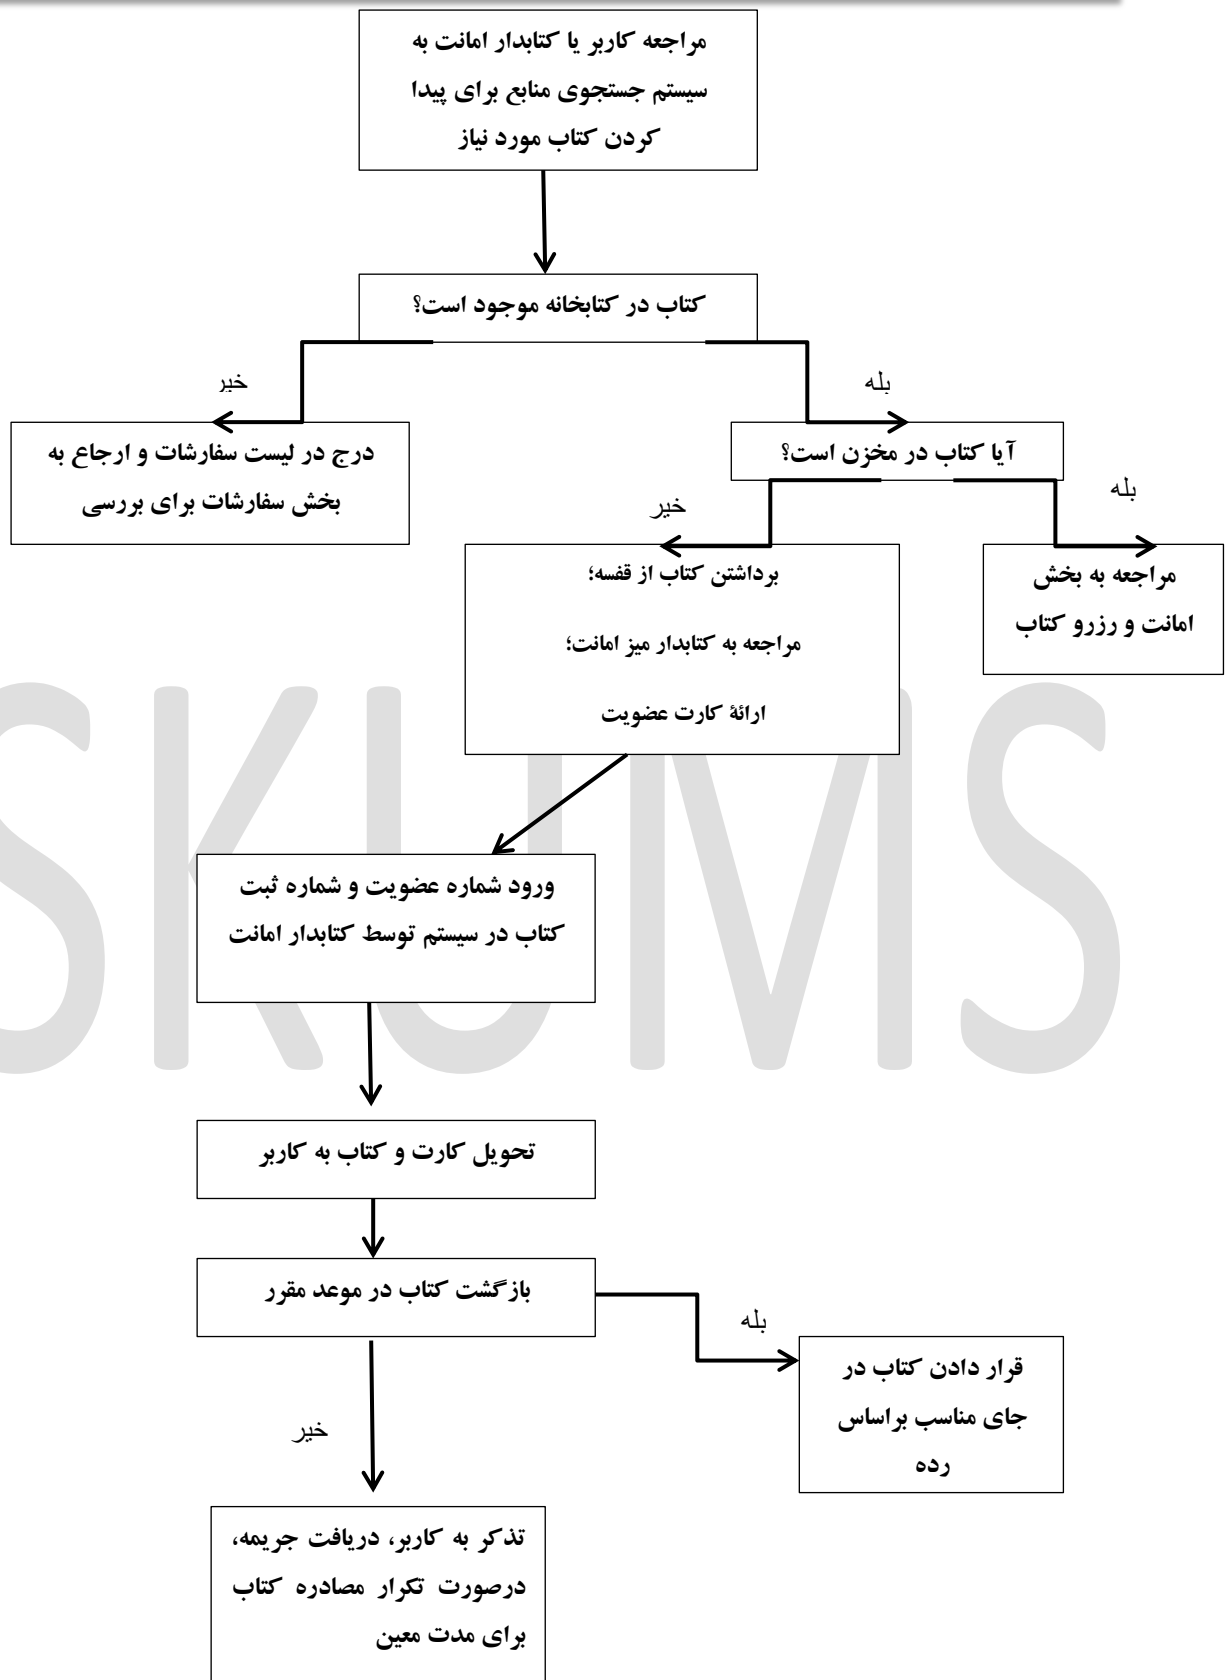 مراجعه کاربر یا کتابدار امانت به
سیستم جستجوی منابع برای پیدا
کردن کتاب مورد نیاز
کتاب در کتابخانه موجود است؟
خیر
بله
درج در لیست سفارشات و ارجاع به
بخش سفارشات برای بررسی
آیا کتاب در مخزن است؟
خیر
بله
برداشتن کتاب از قفسه؛
مراجعه به کتابدار میز امانت؛
ارائۀ کارت عضویت
مراجعه به بخش
امانت و رزرو کتاب
ورود شماره عضویت و شماره ثبت
کتاب در سیستم توسط کتابدار امانت
تحویل کارت و کتاب به کاربر
بازگشت کتاب در موعد مقرر
بله
قرار دادن کتاب در
جای مناسب براساس
رده
خیر
تذکر به کاربر، دریافت جریمه،
درصورت تکرار مصادره کتاب
برای مدت معین
SKUMS